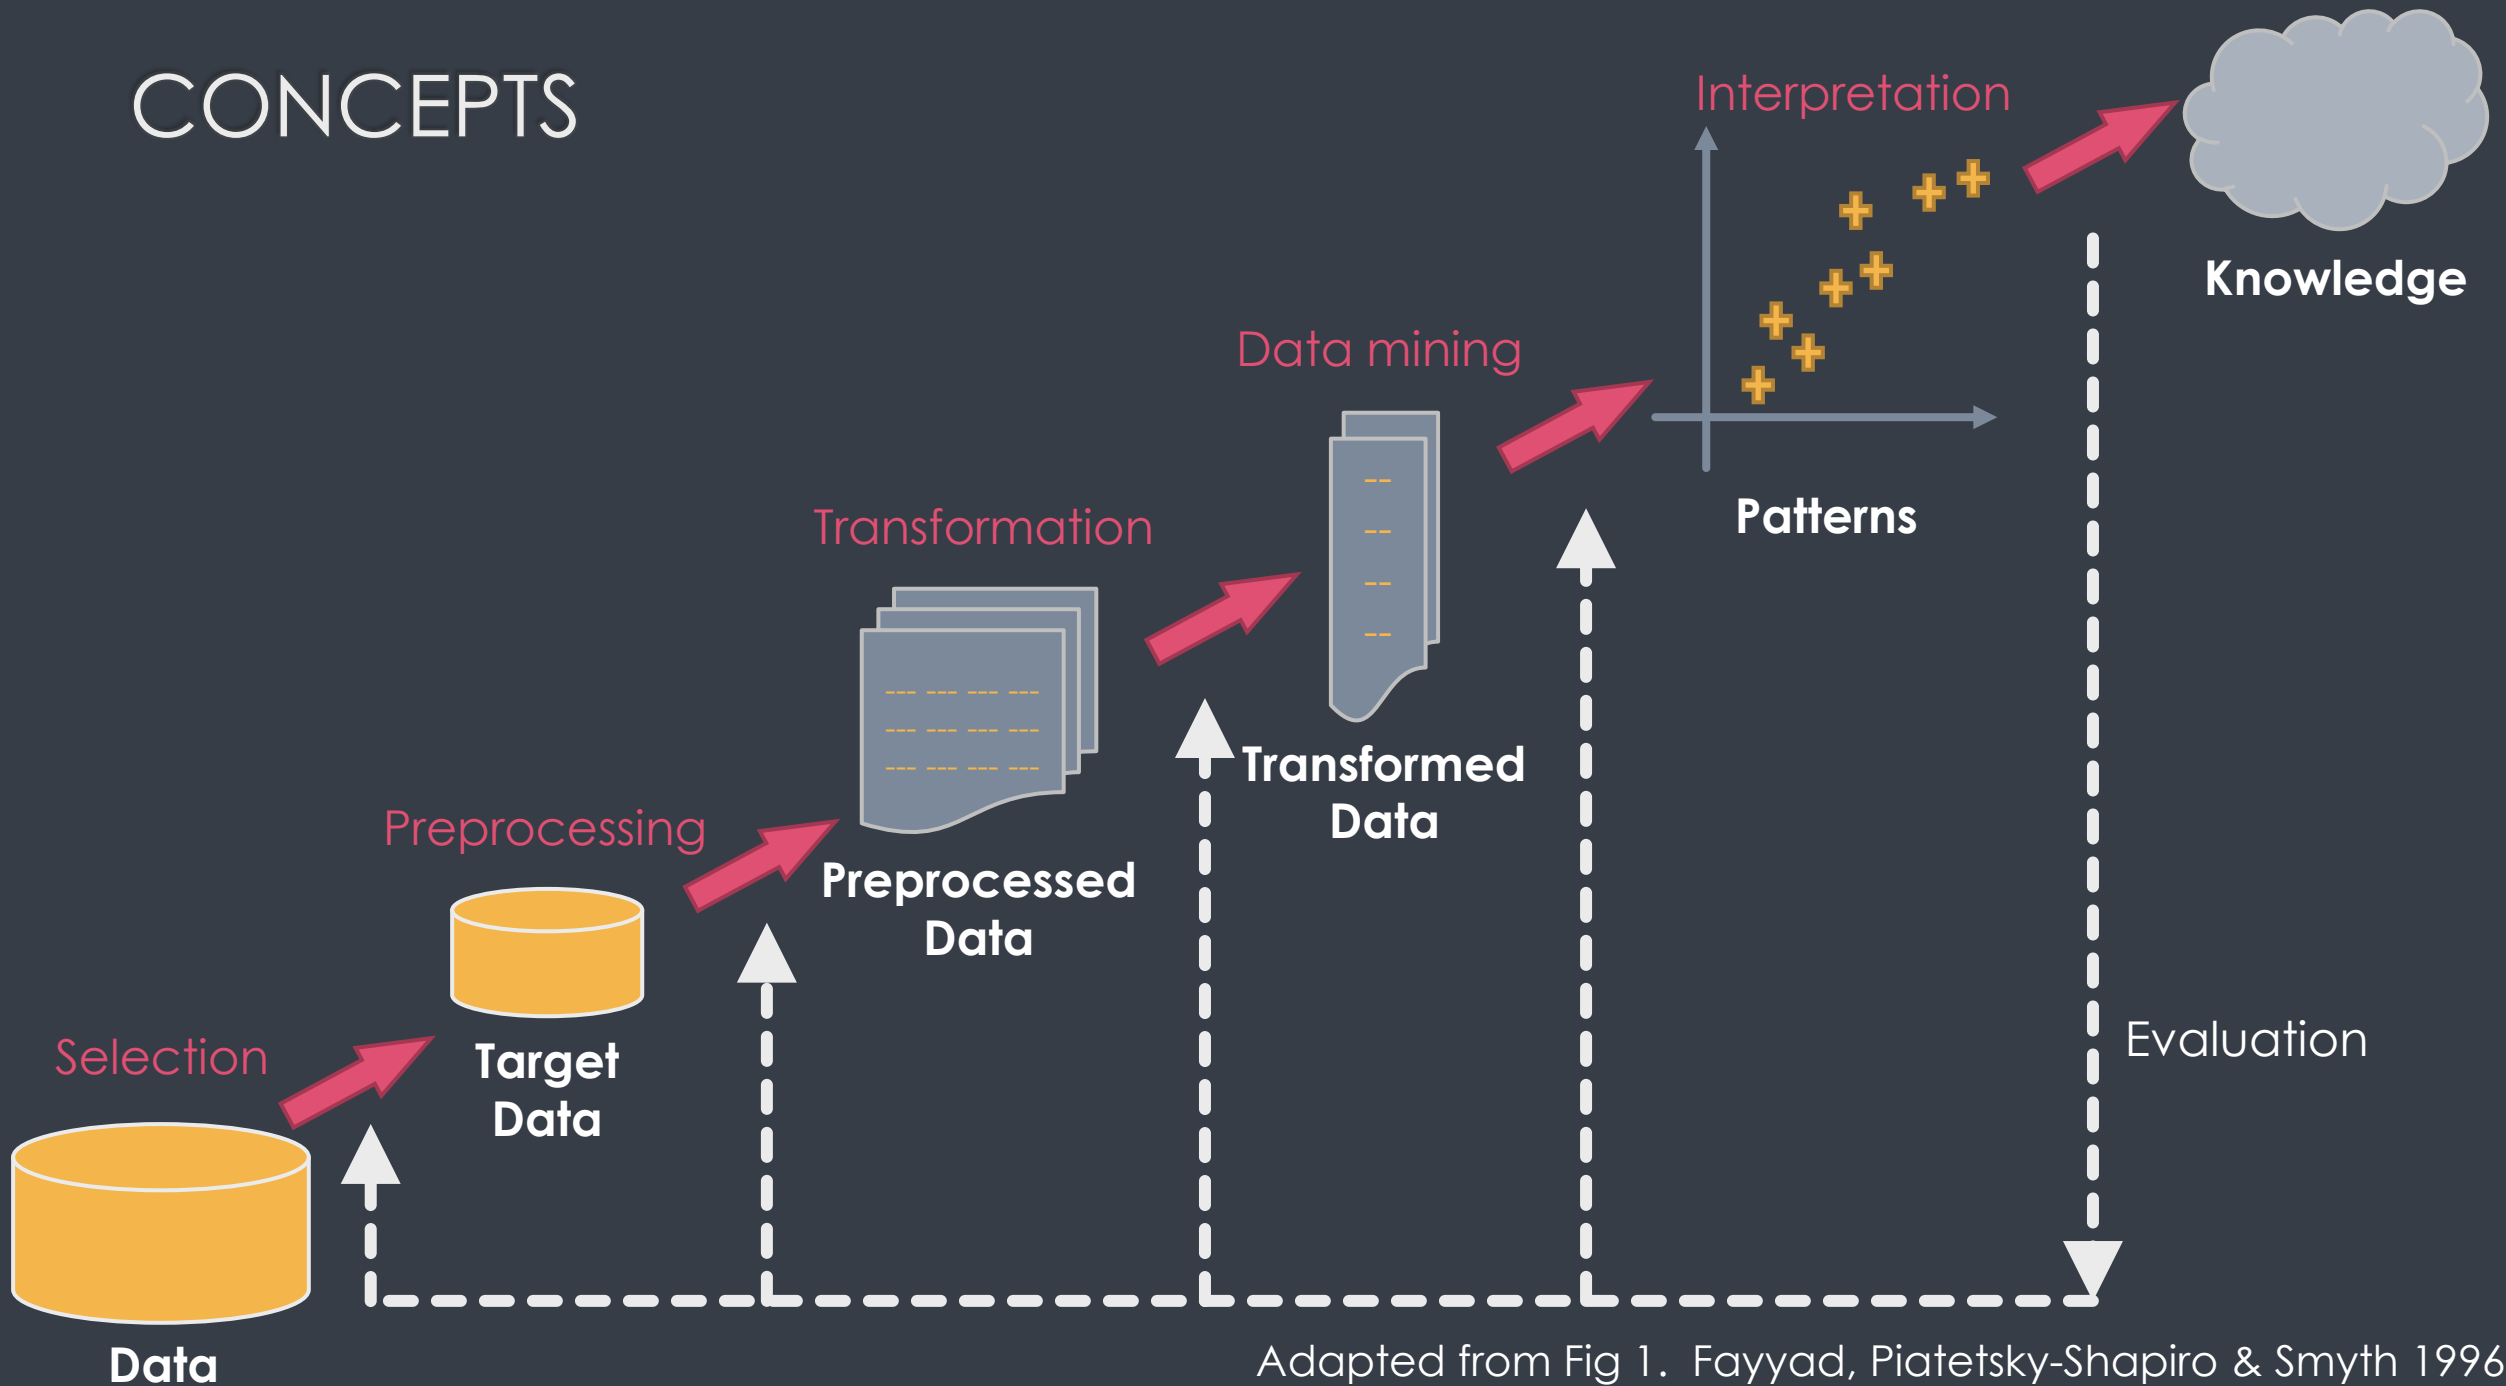 CONCEPTS
Interpretation
Knowledge
Data mining
Patterns
Transformation
Transformed
Data
Preprocessing
Preprocessed
Data
Selection
Target
Data
Evaluation
Data
Adapted from Fig 1. Fayyad, Piatetsky-Shapiro & Smyth 1996